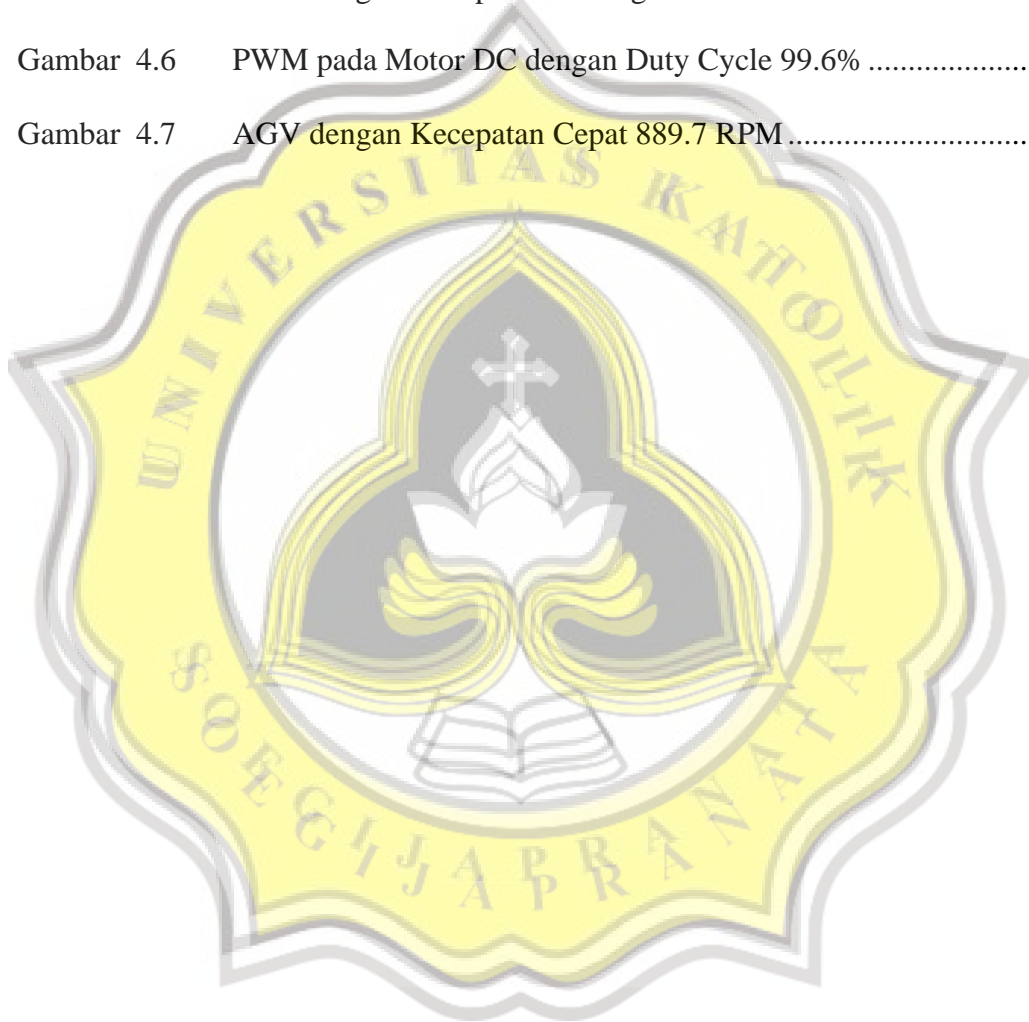 Gambar 4.6 PWM pada Motor DC dengan Duty Cycle 99.6% ....................
Gambar 4.7 AGV dengan Kecepatan Cepat 889.7 RPM ..............................
UNIVERSITAS KATOLIK
SOEGIJAPRANATA